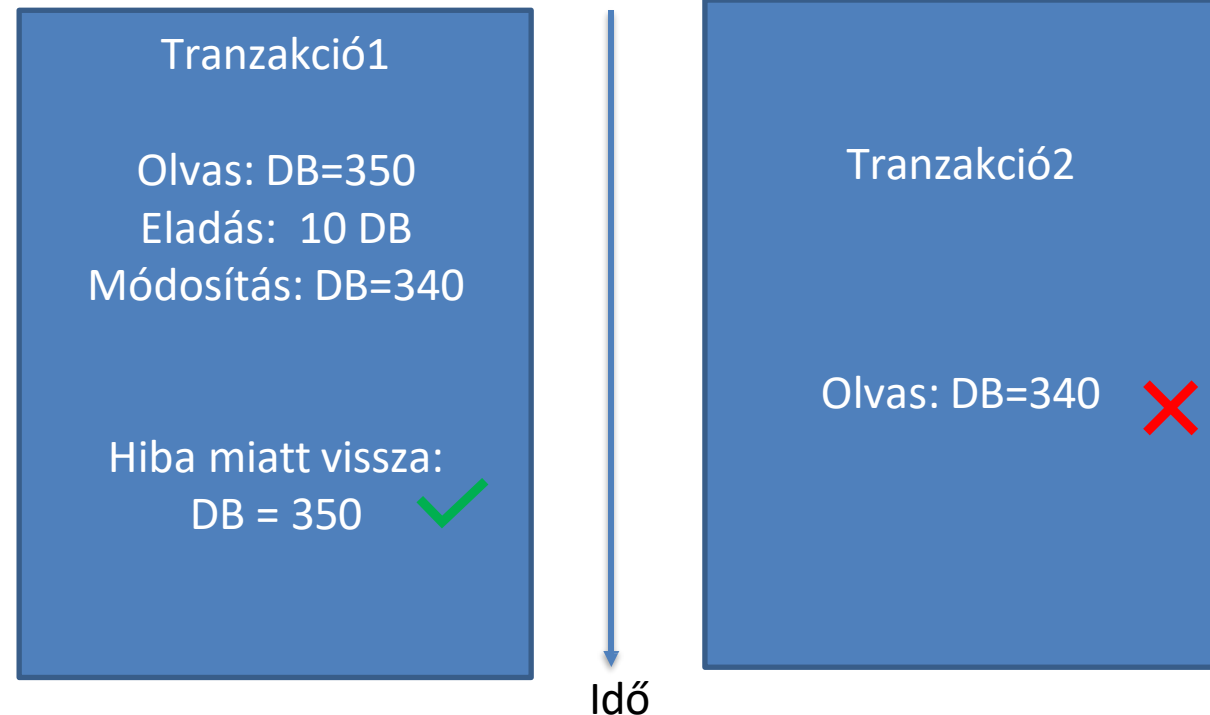 Tranzakció1
Olvas: DB=350
Eladás: 10 DB
Módosítás: DB=340
Hiba miatt vissza:
DB = 350
Idő
Tranzakció2
Olvas: DB=340